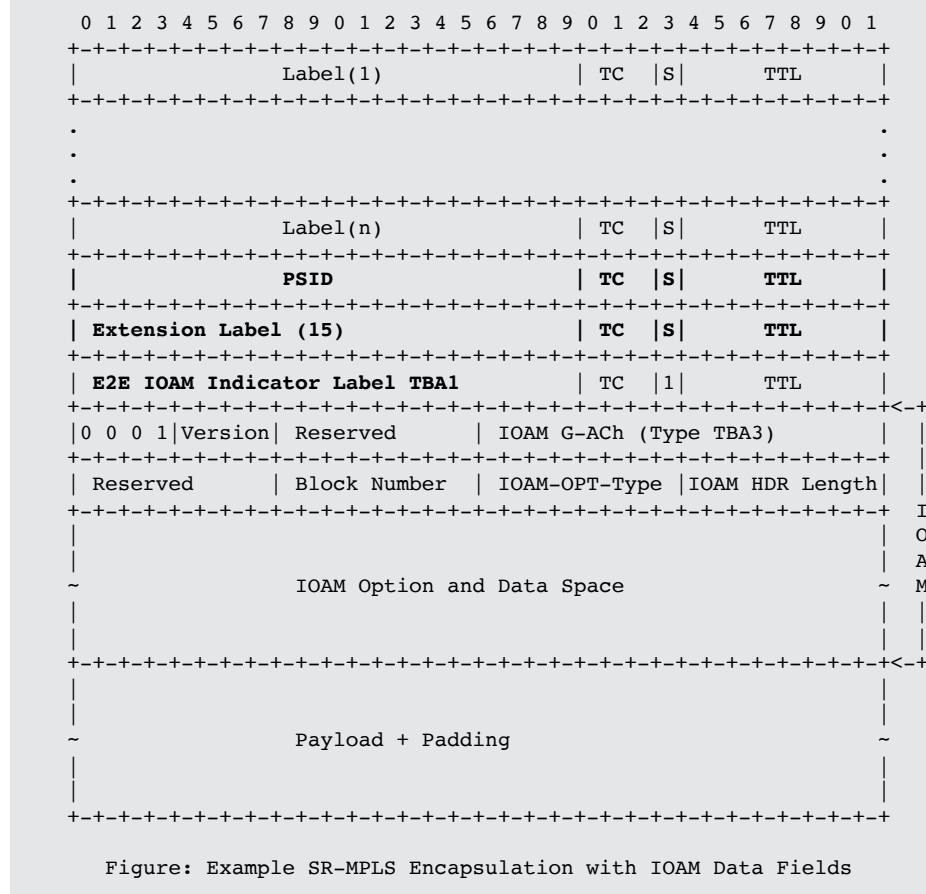 0 1 2 3 4 5 6 7 8 9 0 1 2 3 4 5 6 7 8 9 0 1 2 3 4 5 6 7 8 9 0 1
+-+-+-+-+-+-+-+-+-+-+-+-+-+-+-+-+-+-+-+-+-+-+-+-+-+-+-+-+-+-+-+-+
|                Label(1)               | TC  |S|      TTL      |
+-+-+-+-+-+-+-+-+-+-+-+-+-+-+-+-+-+-+-+-+-+-+-+-+-+-+-+-+-+-+-+-+
.                                                               .
.                                                               .
.                                                               .
+-+-+-+-+-+-+-+-+-+-+-+-+-+-+-+-+-+-+-+-+-+-+-+-+-+-+-+-+-+-+-+-+
|                Label(n)               | TC  |S|      TTL      |
+-+-+-+-+-+-+-+-+-+-+-+-+-+-+-+-+-+-+-+-+-+-+-+-+-+-+-+-+-+-+-+-+
|                PSID                   | TC  |S|      TTL      |
+-+-+-+-+-+-+-+-+-+-+-+-+-+-+-+-+-+-+-+-+-+-+-+-+-+-+-+-+-+-+-+-+
| Extension Label (15)                  | TC  |S|      TTL      |
+-+-+-+-+-+-+-+-+-+-+-+-+-+-+-+-+-+-+-+-+-+-+-+-+-+-+-+-+-+-+-+-+
| E2E IOAM Indicator Label TBA1         | TC  |1|      TTL      |
+-+-+-+-+-+-+-+-+-+-+-+-+-+-+-+-+-+-+-+-+-+-+-+-+-+-+-+-+-+-+-+-+<-+
|0 0 0 1|Version| Reserved      | IOAM G-ACh (Type TBA3)        |  |
+-+-+-+-+-+-+-+-+-+-+-+-+-+-+-+-+-+-+-+-+-+-+-+-+-+-+-+-+-+-+-+-+  |
| Reserved      | Block Number  | IOAM-OPT-Type |IOAM HDR Length|  |
+-+-+-+-+-+-+-+-+-+-+-+-+-+-+-+-+-+-+-+-+-+-+-+-+-+-+-+-+-+-+-+-+  I
|                                                               |  O
|                                                               |  A
~                 IOAM Option and Data Space                    ~  M
|                                                               |  |
|                                                               |  |
+-+-+-+-+-+-+-+-+-+-+-+-+-+-+-+-+-+-+-+-+-+-+-+-+-+-+-+-+-+-+-+-+<-+
|                                                               |
|                                                               |
~                 Payload + Padding                             ~
|                                                               |
|                                                               |
+-+-+-+-+-+-+-+-+-+-+-+-+-+-+-+-+-+-+-+-+-+-+-+-+-+-+-+-+-+-+-+-+
Figure: Example SR-MPLS Encapsulation with IOAM Data Fields